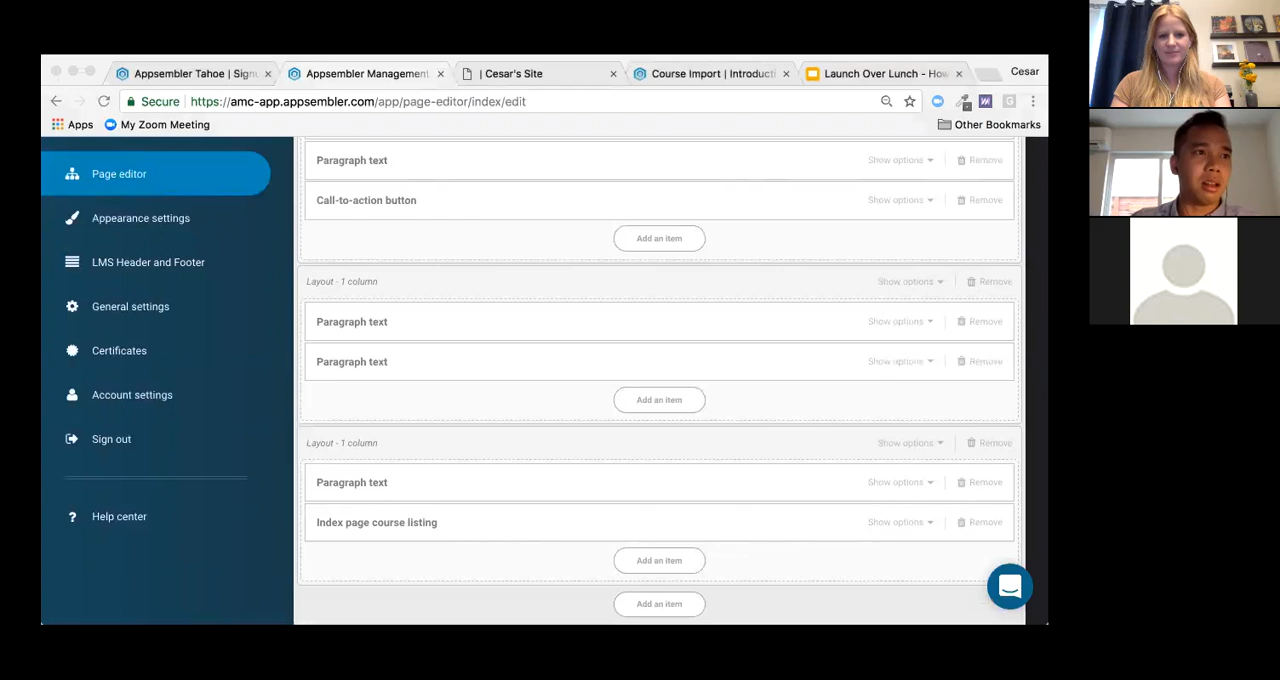 Appsembler Tahoe | Sign
Appsembler Management
| Cesar's Site
Course Import | Introducti
Launch Over Lunch - How
Cesar
Secure
https://amc-app.appsembler.com/app/page-editor/index/edit
Apps
My Zoom Meeting
Other Bookmarks
Page editor
Appearance settings
LMS Header and Footer
General settings
Certificates
Account settings
Sign out
? Help center
Paragraph text Show options Remove
Call-to-action button Show options Remove
Add an item
Layout - 1 column Show options Remove
Paragraph text Show options Remove
Paragraph text Show options Remove
Add an item
Layout - 1 column Show options Remove
Paragraph text Show options Remove
Index page course listing Show options Remove
Add an item
Add an item